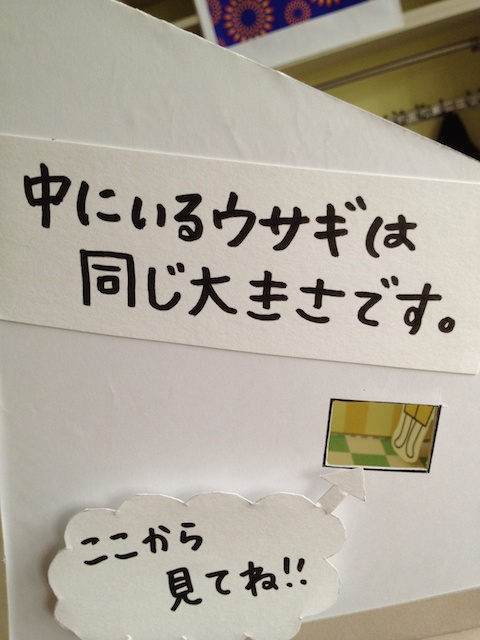 中にいるウサギは
同じ大きさです。
ここから
見てね!!